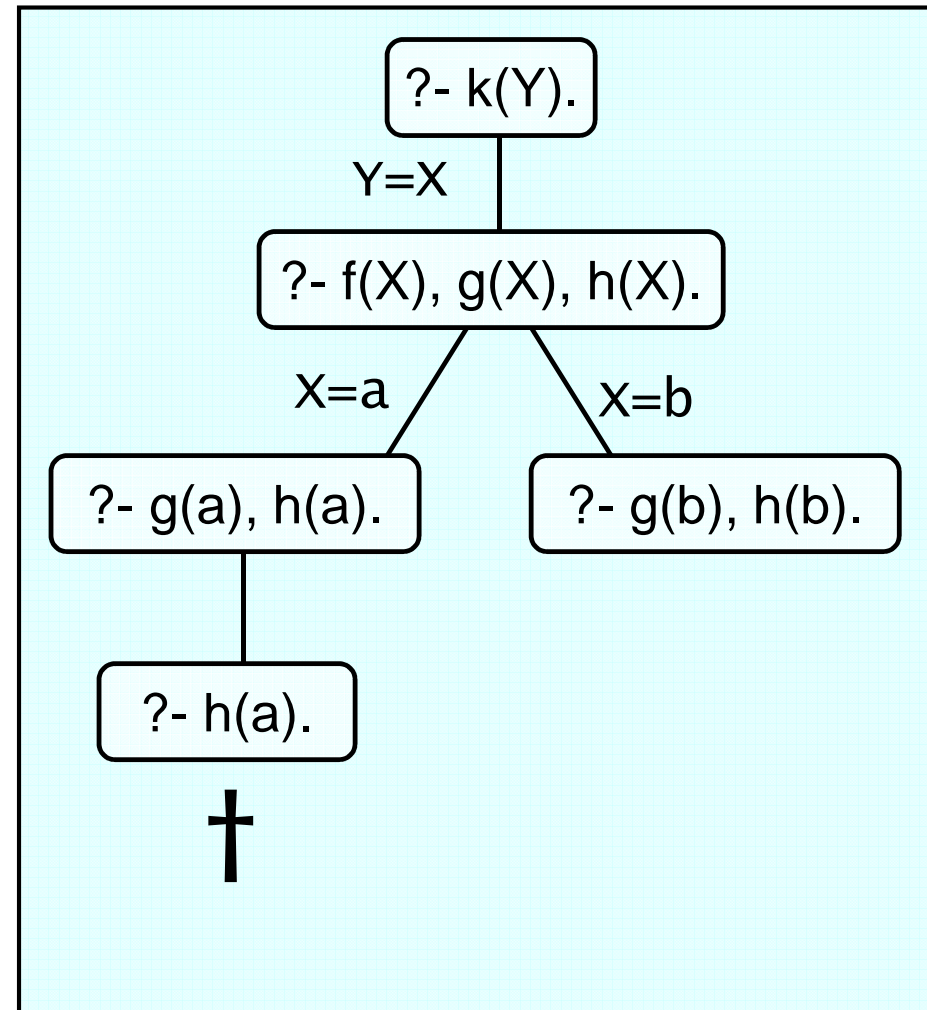 ?- k(Y).
Y=X
?- f(X), g(X), h(X).
X=a
X=b
?- g(a), h(a).
?- g(b), h(b).
?- h(a).
†